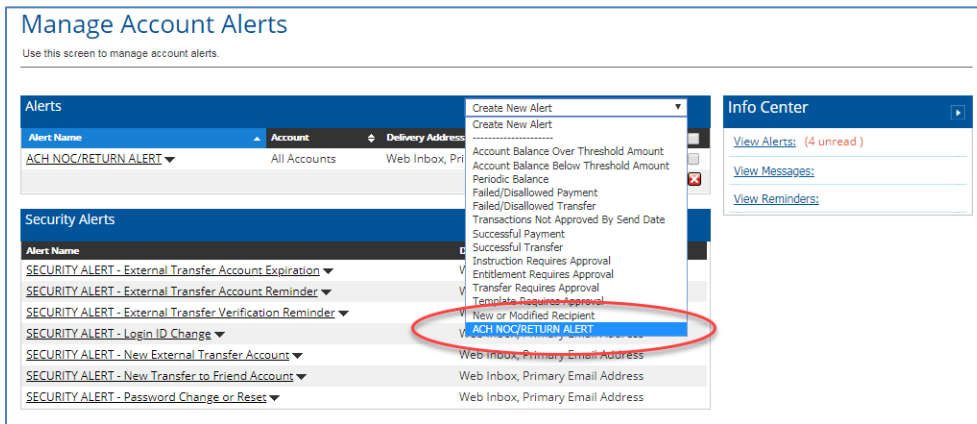 Manage Account Alerts
Use this screen to manage account alerts.
Alerts
Create New Alert
Alert Name Account Delivery Address
ACH NOC/RETURN ALERT All Accounts Web Inbox, Pri
Create New Alert
----------------------
Account Balance Over Threshold Amount
Account Balance Below Threshold Amount
Periodic Balance
Failed/Disallowed Payment
Failed/Disallowed Transfer
Transactions Not Approved By Send Date
Successful Payment
Successful Transfer
Instruction Requires Approval
Entitlement Requires Approval
Transfer Requires Approval
Template Requires Approval
New or Modified Recipient
ACH NOC/RETURN ALERT
Info Center
View Alerts: (4 unread )
View Messages:
View Reminders:
Security Alerts
Alert Name
SECURITY ALERT - External Transfer Account Expiration
SECURITY ALERT - External Transfer Account Reminder
SECURITY ALERT - External Transfer Verification Reminder
SECURITY ALERT - Login ID Change Web Inbox, Primary Email Address
SECURITY ALERT - New External Transfer Account Web Inbox, Primary Email Address
SECURITY ALERT - New Transfer to Friend Account Web Inbox, Primary Email Address
SECURITY ALERT - Password Change or Reset Web Inbox, Primary Email Address